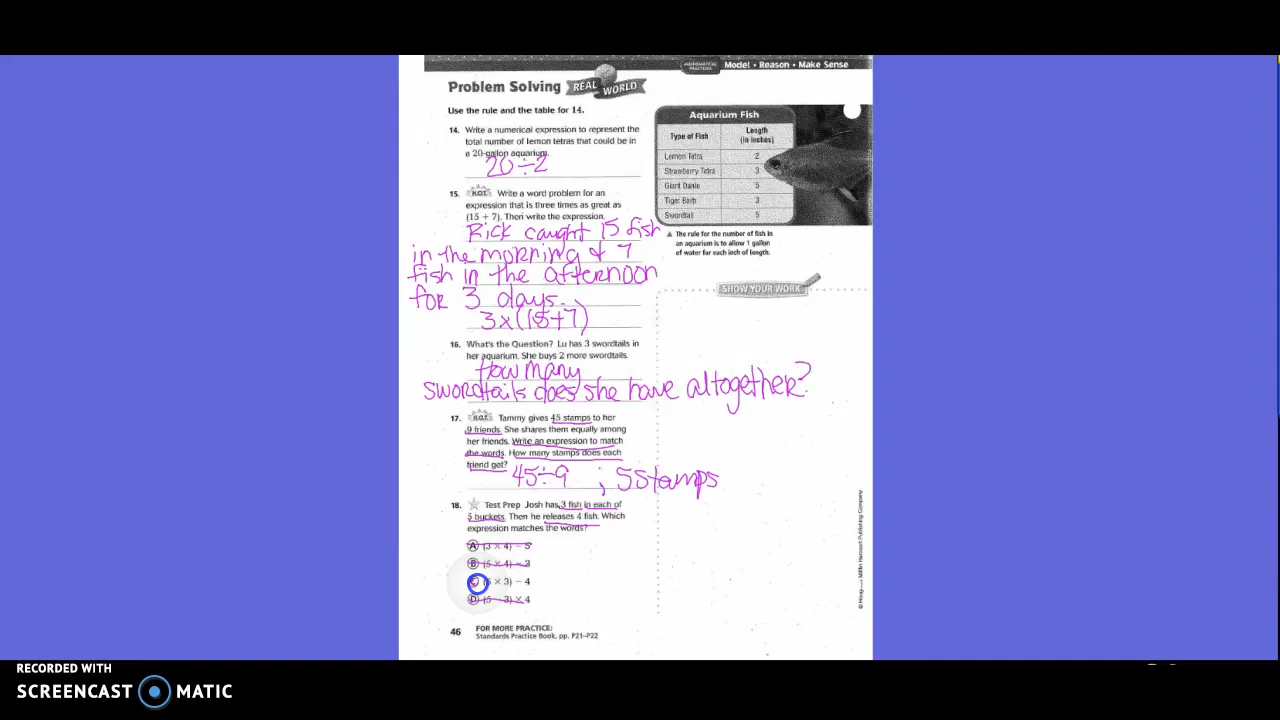 MATHEMATICAL PRACTICES Model • Reason • Make Sense
Problem Solving REAL WORLD
Use the rule and the table for 14.
14. Write a numerical expression to represent the
total number of lemon tetras that could be in
a 20-gallon aquarium.
20÷2
15. H.O.T. Write a word problem for an
expression that is three times as great as
(15 + 7). Then write the expression.
Rick caught 15 fish
in the morning & 7
fish in the afternoon
for 3 days.
3x(15+7)
16. What's the Question? Lu has 3 swordtails in
her aquarium. She buys 2 more swordtails.
How many
swordtails does she have altogether?
17. H.O.T. Tammy gives 45 stamps to her
9 friends. She shares them equally among
her friends. Write an expression to match
the words. How many stamps does each
friend get?
45÷9 ; 5 stamps
18. Test Prep Josh has 3 fish in each of
5 buckets. Then he releases 4 fish. Which
expression matches the words?
A (3 × 4) − 5
B (5 × 4) − 3
C (5 × 3) − 4
D (5 − 3) × 4
46 FOR MORE PRACTICE:
Standards Practice Book, pp. P21–P22
Aquarium Fish
Type of Fish Length (in inches)
Lemon Tetra 2
Strawberry Tetra 3
Giant Danio 5
Tiger Barb 3
Swordtail 5
▲ The rule for the number of fish in
an aquarium is to allow 1 gallon
of water for each inch of length.
SHOW YOUR WORK
Mifflin Harcourt Publishing Company
RECORDED WITH
SCREENCAST MATIC